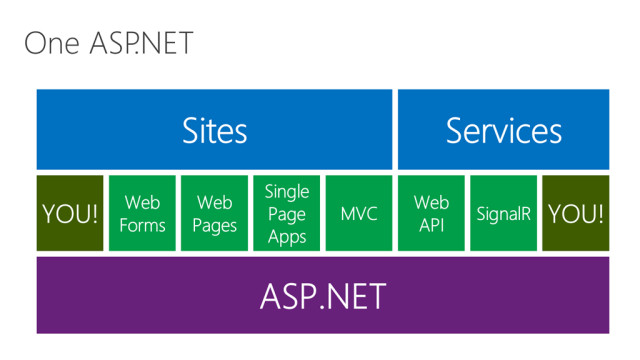 One ASP.NET
Sites
Services
YOU!
Web
Forms
Web
Pages
Single
Page
Apps
MVC
Web
API
SignalR
YOU!
ASP.NET